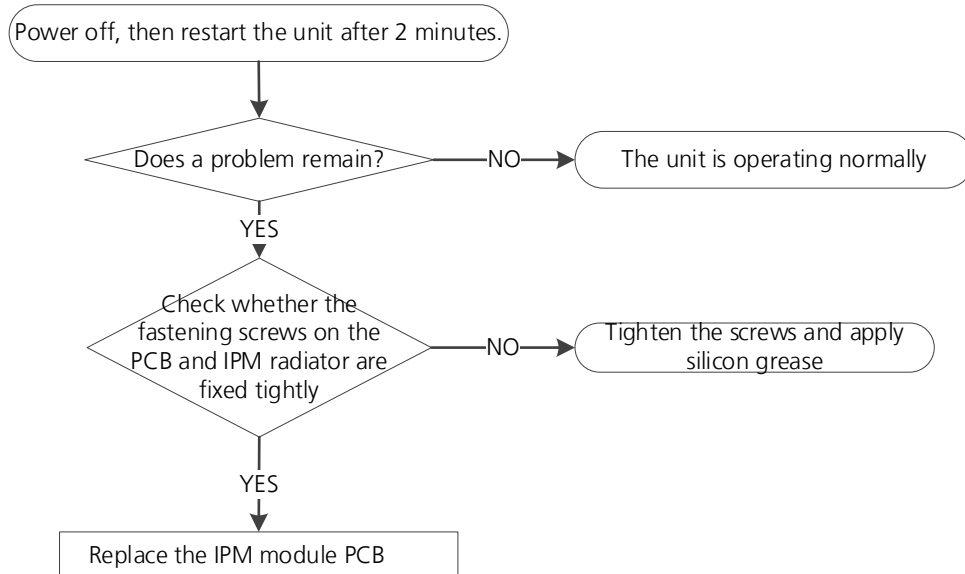 Power off, then restart the unit after 2 minutes.
Does a problem remain?
NO
The unit is operating normally
YES
Check whether the
fastening screws on the
PCB and IPM radiator are
fixed tightly
NO
Tighten the screws and apply
silicon grease
YES
Replace the IPM module PCB